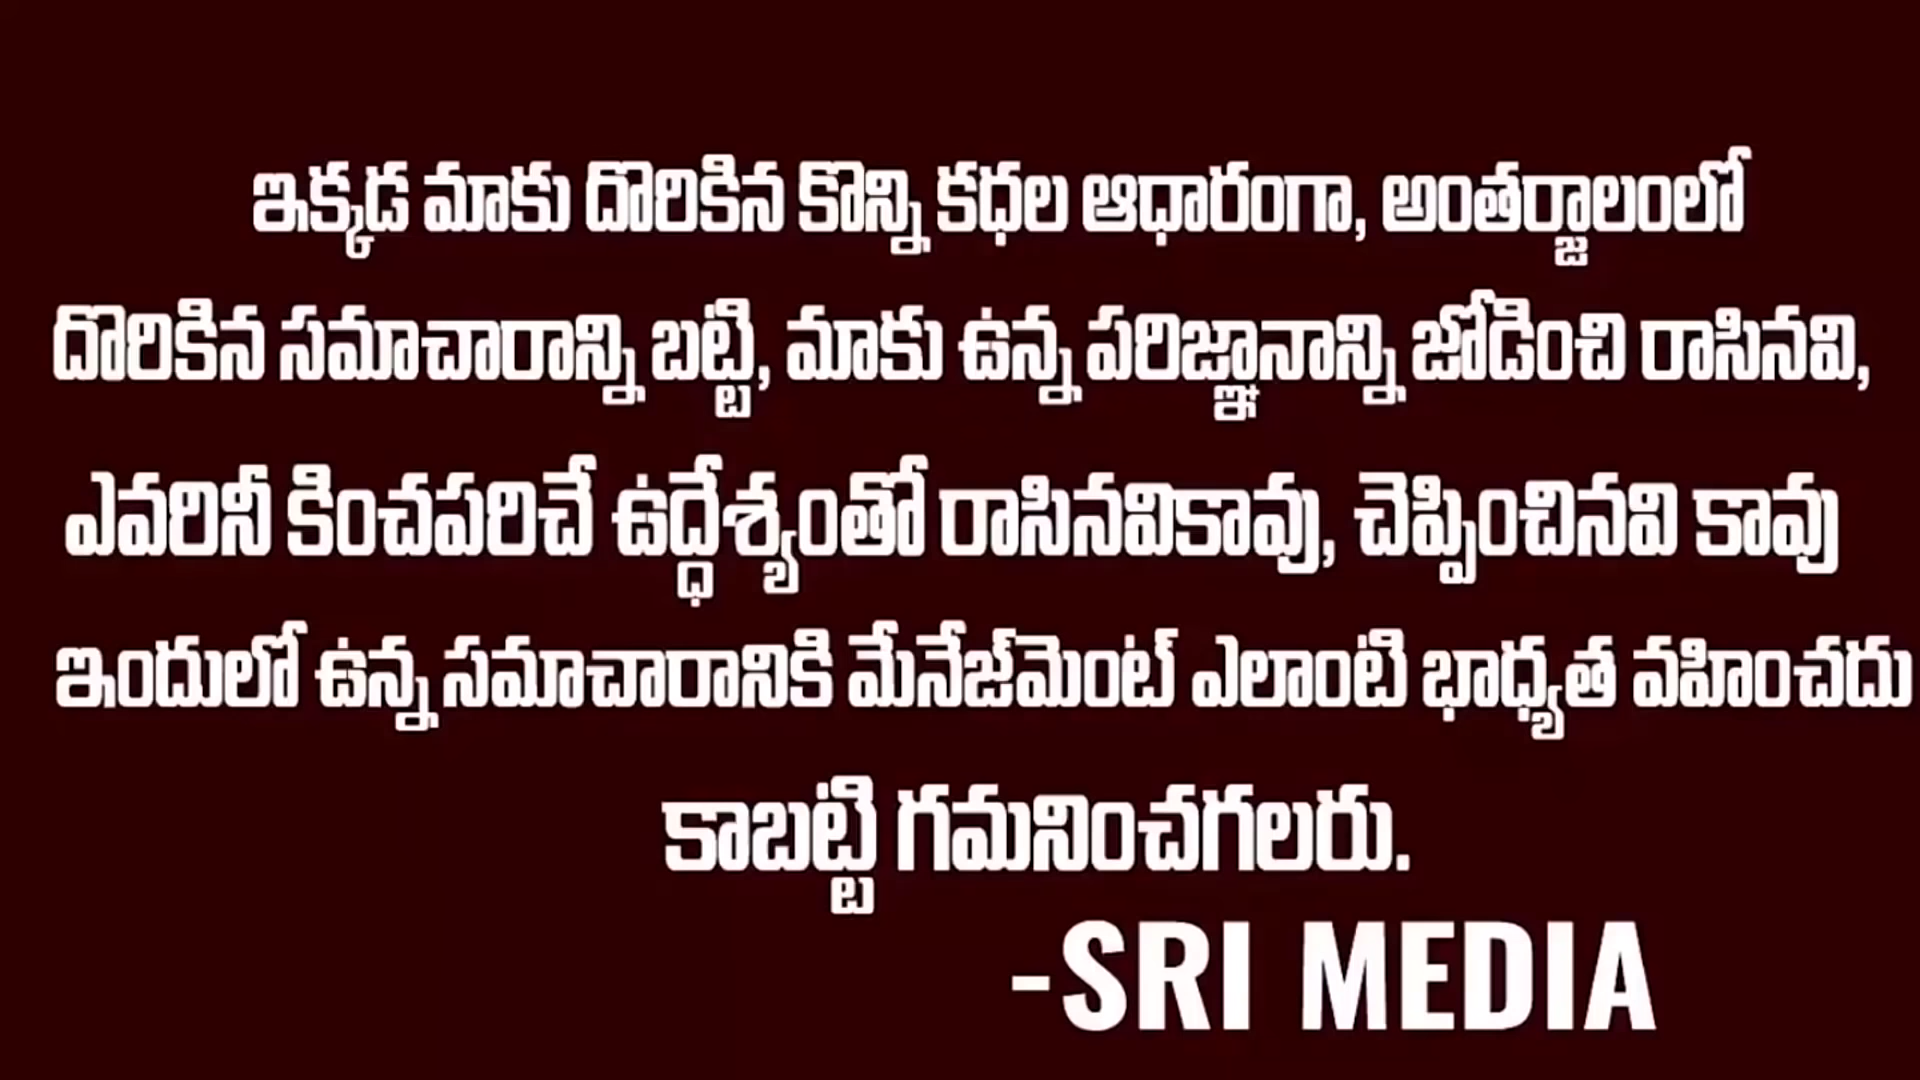 ఇక్కడ మాకు దొరికిన కొన్ని కధల ఆధారంగా, అంతర్జాలంలో
దొరికిన సమాచారాన్ని బట్టి, మాకు ఉన్న పరిజ్ఞానాన్ని జోడించి రాసినవి,
ఎవరినీ కించపరిచే ఉద్ధేశ్యంతో రాసినవికావు, చెప్పించినవి కావు
ఇందులో ఉన్న సమాచారానికి మేనేజ్‌మెంట్ ఎలాంటి భాధ్యత వహించదు
కాబట్టి గమనించగలరు.
-SRI MEDIA